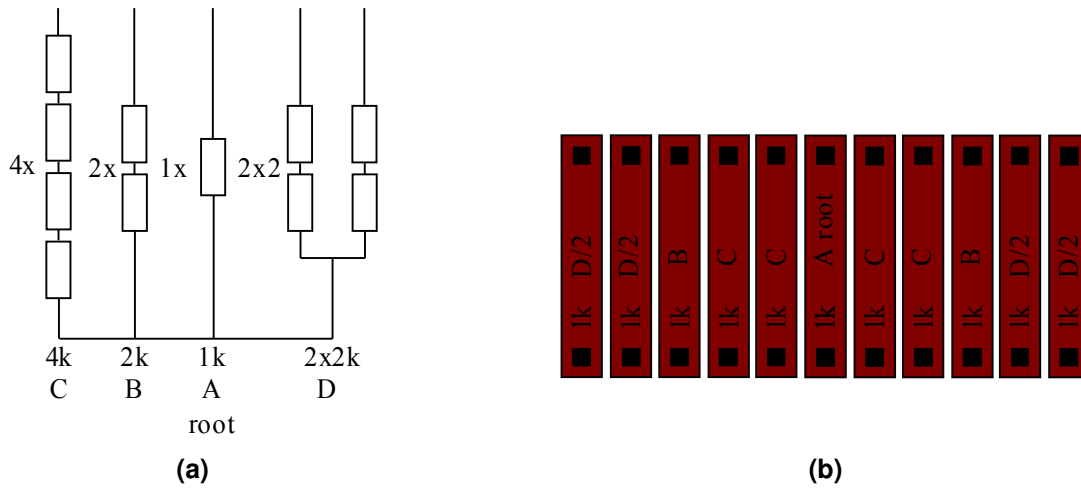 4x
2x
1x
2x2
4k
2k
1k
2x2k
C
B
A
D
root
(a)
1k D/2
1k D/2
1k B
1k C
1k C
1k A root
1k C
1k C
1k B
1k D/2
1k D/2
(b)